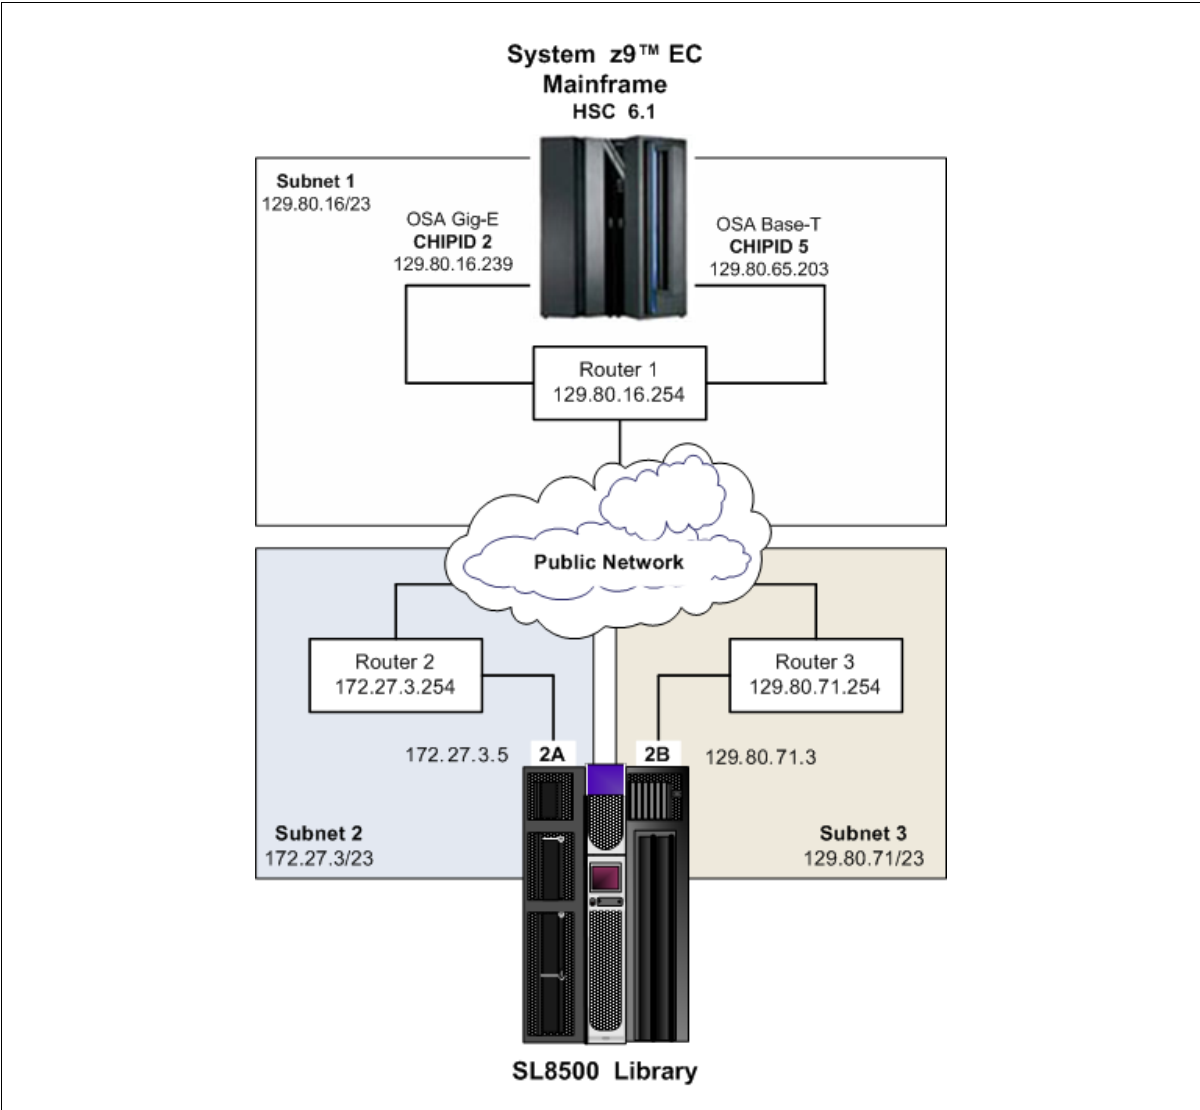 System z9™ EC
Mainframe
HSC 6.1
Subnet 1
129.80.16/23
OSA Gig-E
CHIPID 2
129.80.16.239
OSA Base-T
CHIPID 5
129.80.65.203
Router 1
129.80.16.254
Public Network
Router 2
172.27.3.254
Router 3
129.80.71.254
172.27.3.5
2A
2B
129.80.71.3
Subnet 2
172.27.3/23
Subnet 3
129.80.71/23
SL8500 Library